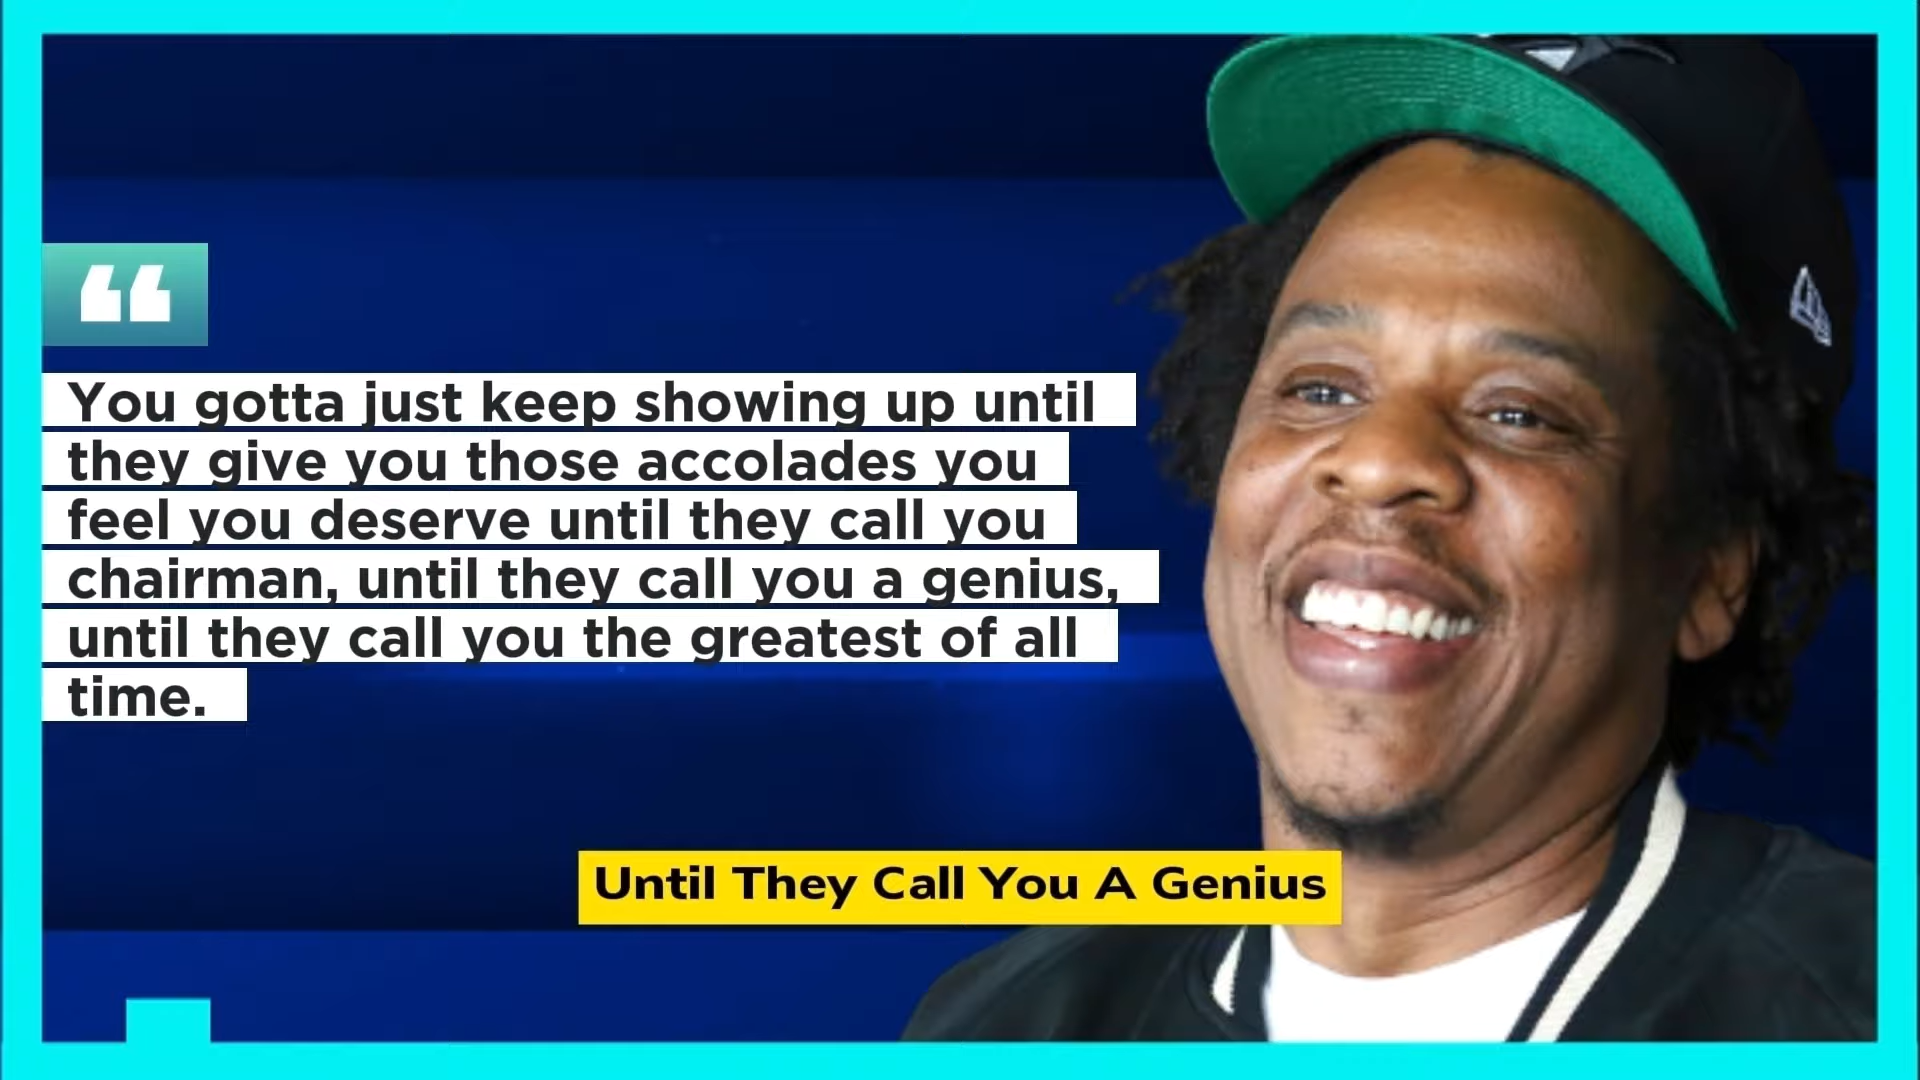 “
You gotta just keep showing up until
they give you those accolades you
feel you deserve until they call you
chairman, until they call you a genius,
until they call you the greatest of all
time.
Until They Call You A Genius